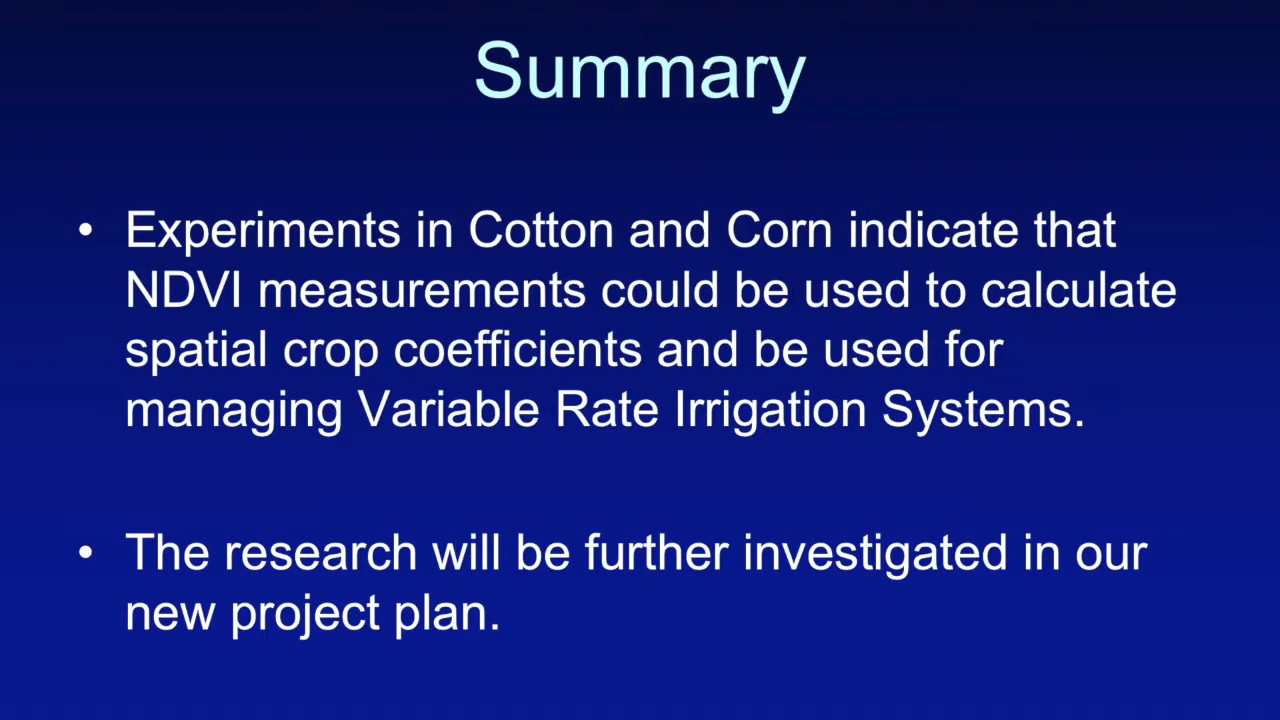 Summary
• Experiments in Cotton and Corn indicate that
NDVI measurements could be used to calculate
spatial crop coefficients and be used for
managing Variable Rate Irrigation Systems.
• The research will be further investigated in our
new project plan.